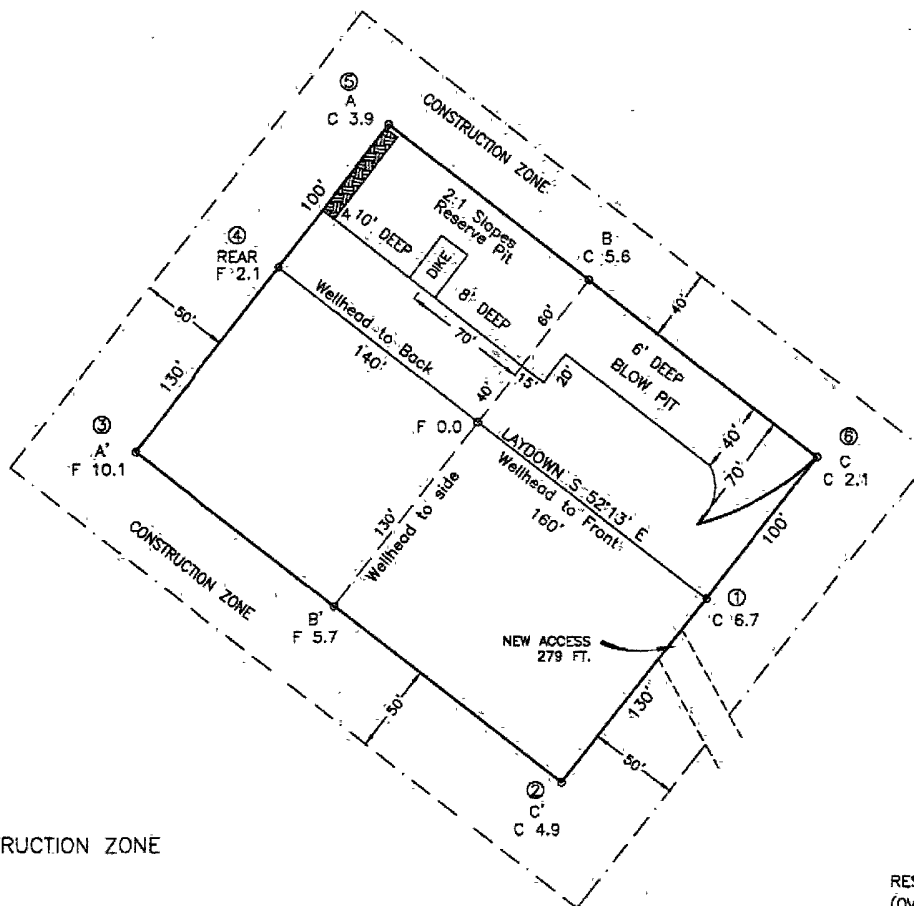 ⑤
A
C 3.9
CONSTRUCTION ZONE
100'
2:1 Slopes
Reserve Pit
10' DEEP
④
REAR
F 2.1
DIKE
B
C 5.6
8' DEEP
60'
40'
50'
Wellhead to Back
140'
70'
15'
20'
6' DEEP
BLOW PIT
130'
40'
F 0.0
40'
70'
⑥
C
C 2.1
③
A'
F 10.1
LAYDOWN S 52°13' E
Wellhead to Front
160'
130'
Wellhead to side
100'
CONSTRUCTION ZONE
①
C 6.7
B'
F 5.7
NEW ACCESS
279 FT.
130'
50'
50'
②
C'
C 4.9
RUCTION ZONE
RES
(OV